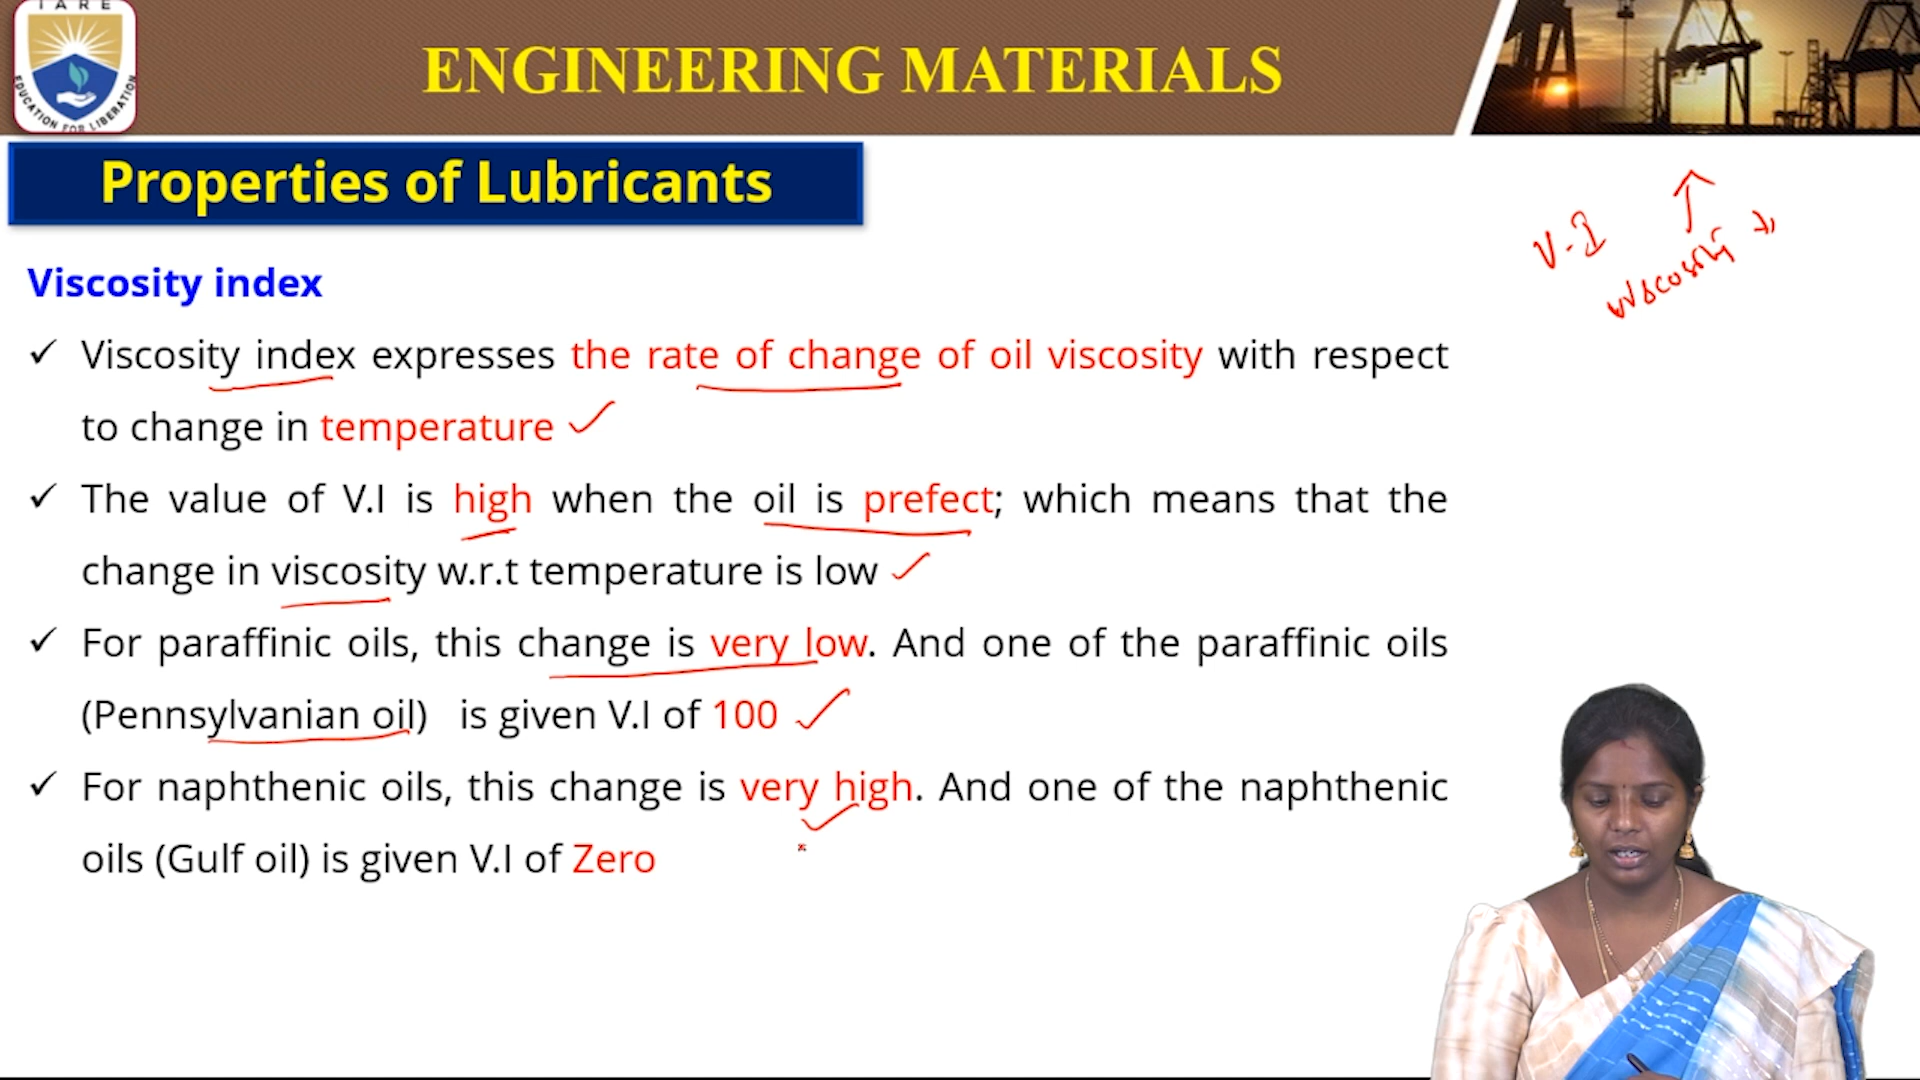 IARE
EDUCATION FOR LIBERATION
ENGINEERING MATERIALS
Properties of Lubricants
V.I
viscosity
Viscosity index
✓ Viscosity index expresses the rate of change of oil viscosity with respect
to change in temperature
✓ The value of V.I is high when the oil is prefect; which means that the
change in viscosity w.r.t temperature is low
✓ For paraffinic oils, this change is very low. And one of the paraffinic oils
(Pennsylvanian oil) is given V.I of 100
✓ For naphthenic oils, this change is very high. And one of the naphthenic
oils (Gulf oil) is given V.I of Zero